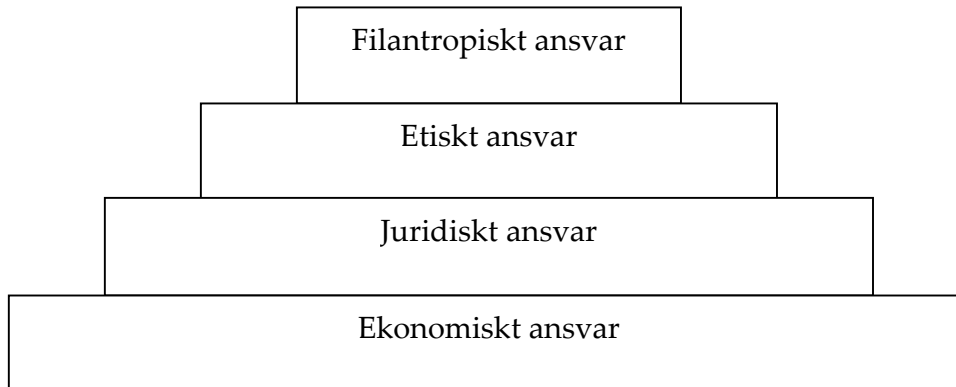 Filantropiskt ansvar
Etiskt ansvar
Juridiskt ansvar
Ekonomiskt ansvar